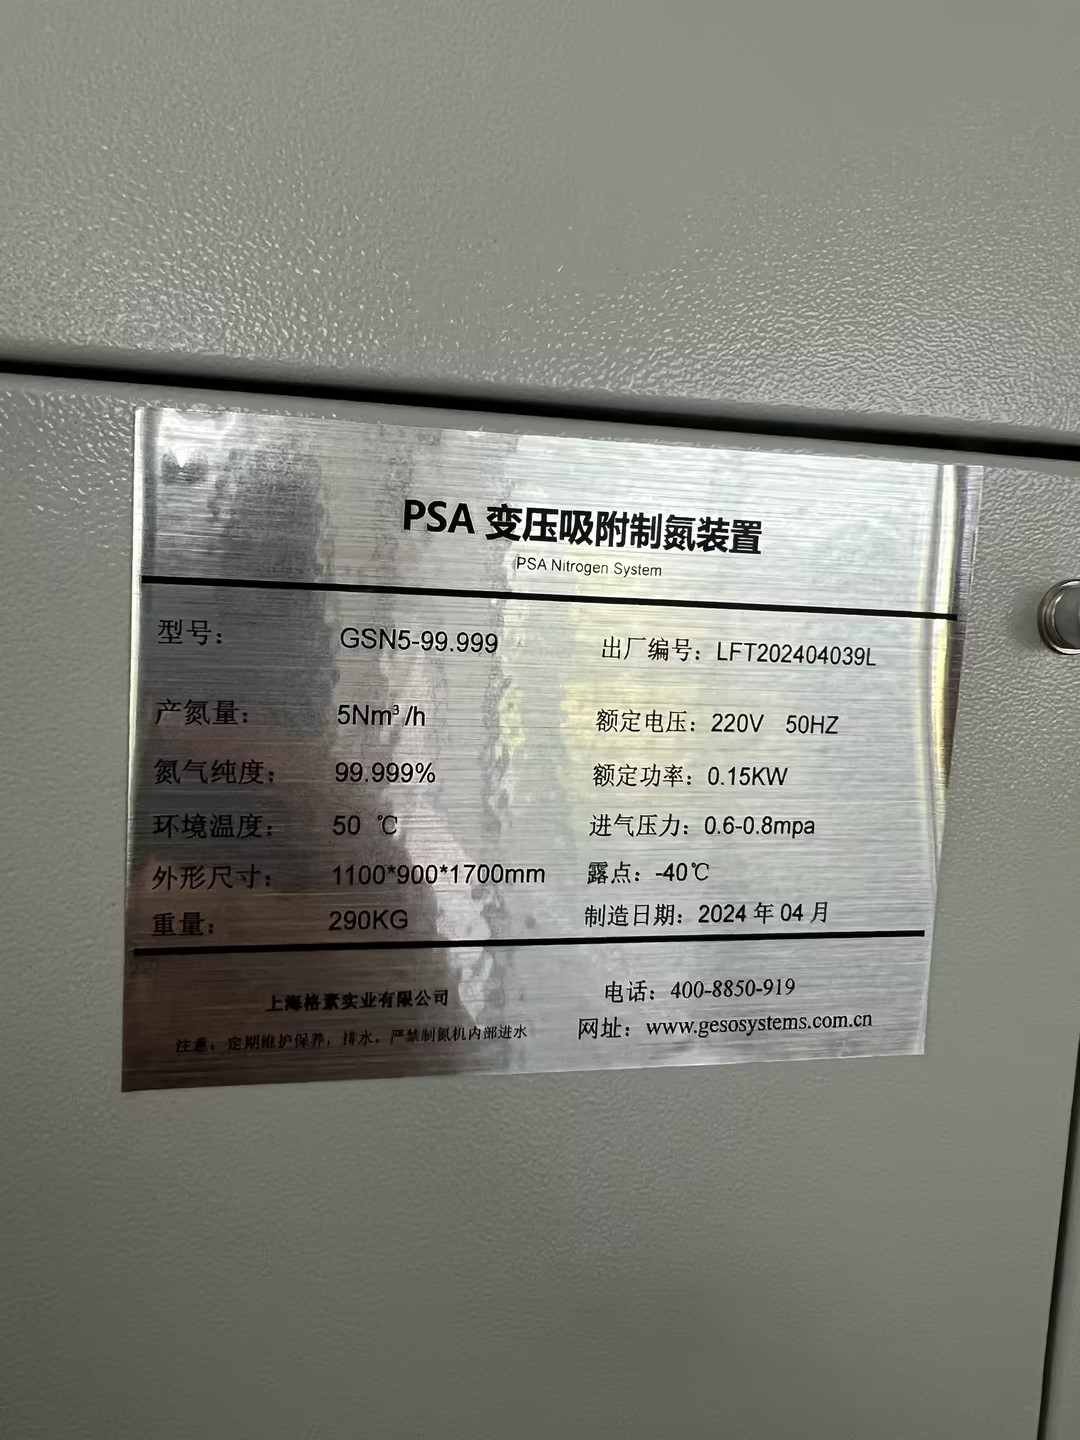 PSA 变压吸附制氮装置
PSA Nitrogen System
型号： GSN5-99.999 出厂编号：LFT202404039L
产氮量： 5Nm³/h 额定电压：220V 50HZ
氮气纯度： 99.999% 额定功率：0.15KW
环境温度： 50 ℃ 进气压力：0.6-0.8mpa
外形尺寸： 1100*900*1700mm 露点：-40℃
重量： 290KG 制造日期：2024 年 04 月
上海格素实业有限公司 电话：400-8850-919
注意：定期维护保养，排水。严禁制氮机内部进水 网址：www.gesosystems.com.cn